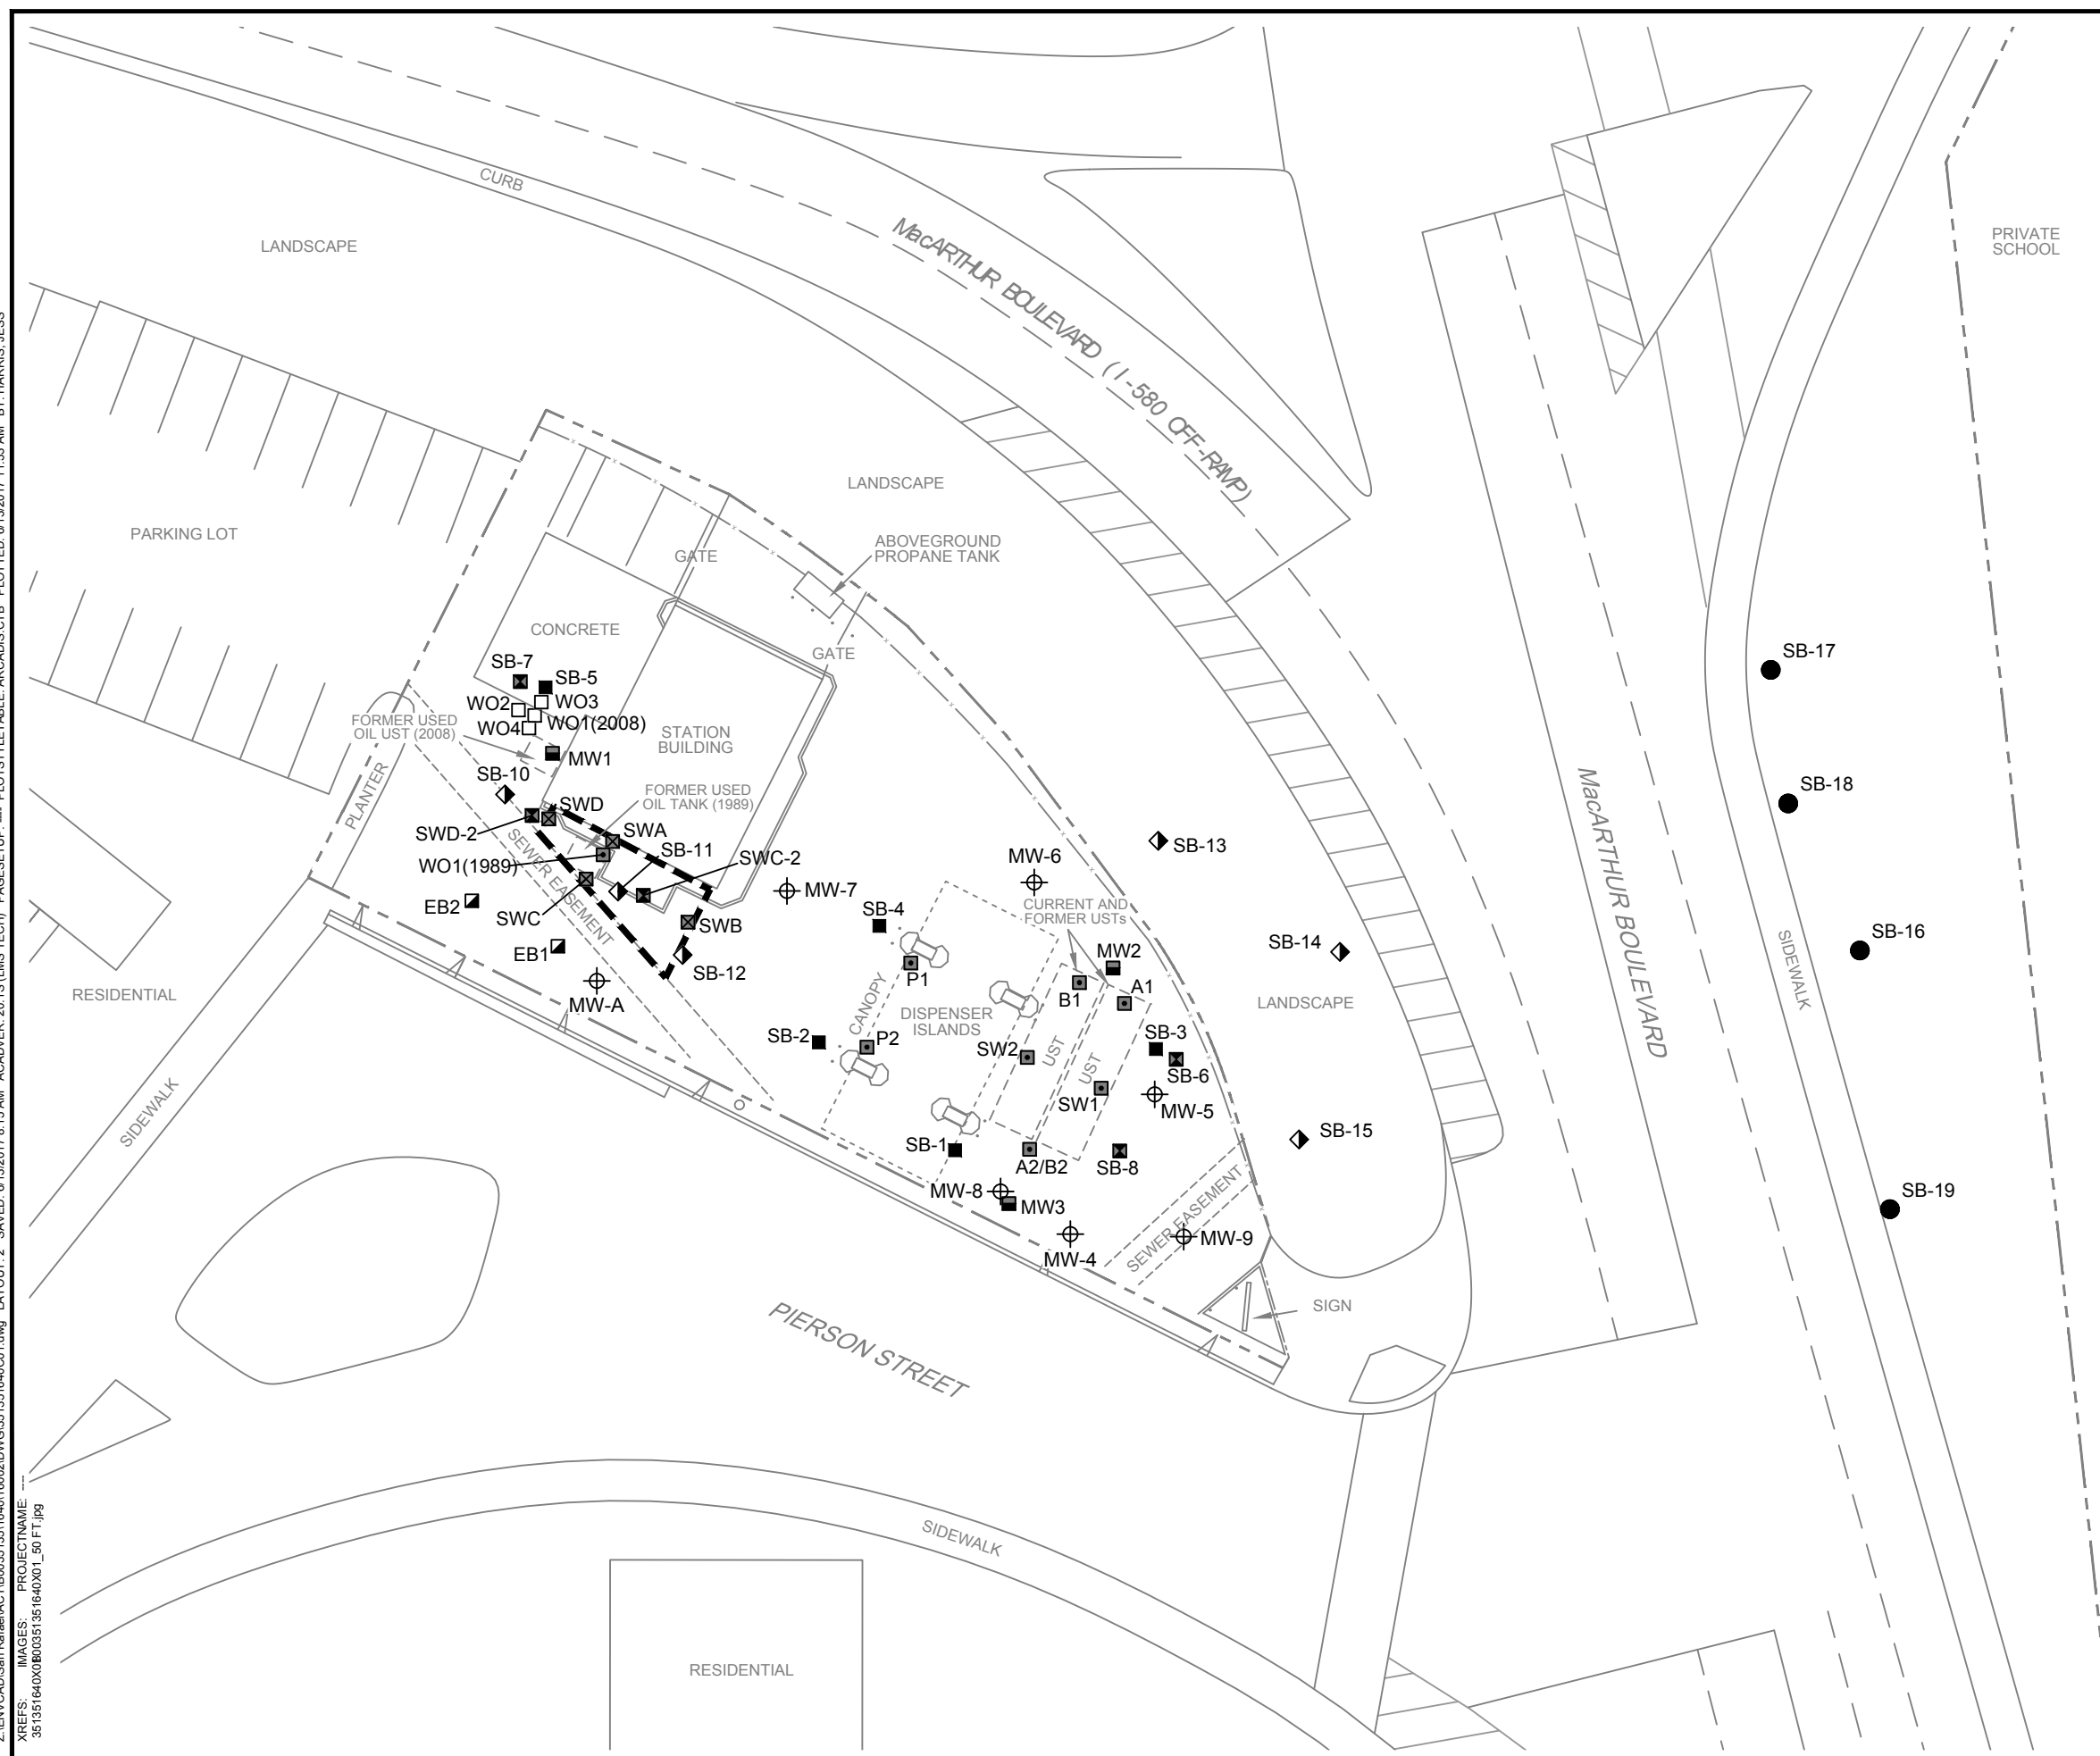 CURB
LANDSCAPE
MacARTHUR BOULEVARD (I-580 OFF-RAMP)
PRIVATE
SCHOOL
LANDSCAPE
PARKING LOT
GATE
ABOVEGROUND
PROPANE TANK
CONCRETE
GATE
SB-7
SB-5
WO2
WO3
WO1(2008)
WO4
FORMER USED
OIL UST (2008)
STATION
BUILDING
MW1
SB-10
PLANTER
FORMER USED
OIL TANK (1989)
SWD
SWD-2
SWA
SB-11
SWC-2
WO1(1989)
SEWER EASEMENT
EB2
SWC
SWB
EB1
SB-12
MW-A
RESIDENTIAL
SIDEWALK
MW-7
SB-4
MW-6
SB-13
CURRENT AND
FORMER USTs
MW2
SB-14
P1
B1
A1
CANOPY
DISPENSER
ISLANDS
LANDSCAPE
SB-2
P2
SW2
UST
UST
SB-3
SB-6
SW1
MW-5
SB-1
A2/B2
SB-8
SB-15
MW-8
MW3
MW-4
SEWER EASEMENT
MW-9
SIGN
PIERSON STREET
MacARTHUR BOULEVARD
SIDEWALK
SB-17
SB-18
SB-16
SB-19
SIDEWALK
RESIDENTIAL
XREFS: IMAGES: PROJECTNAME: ----